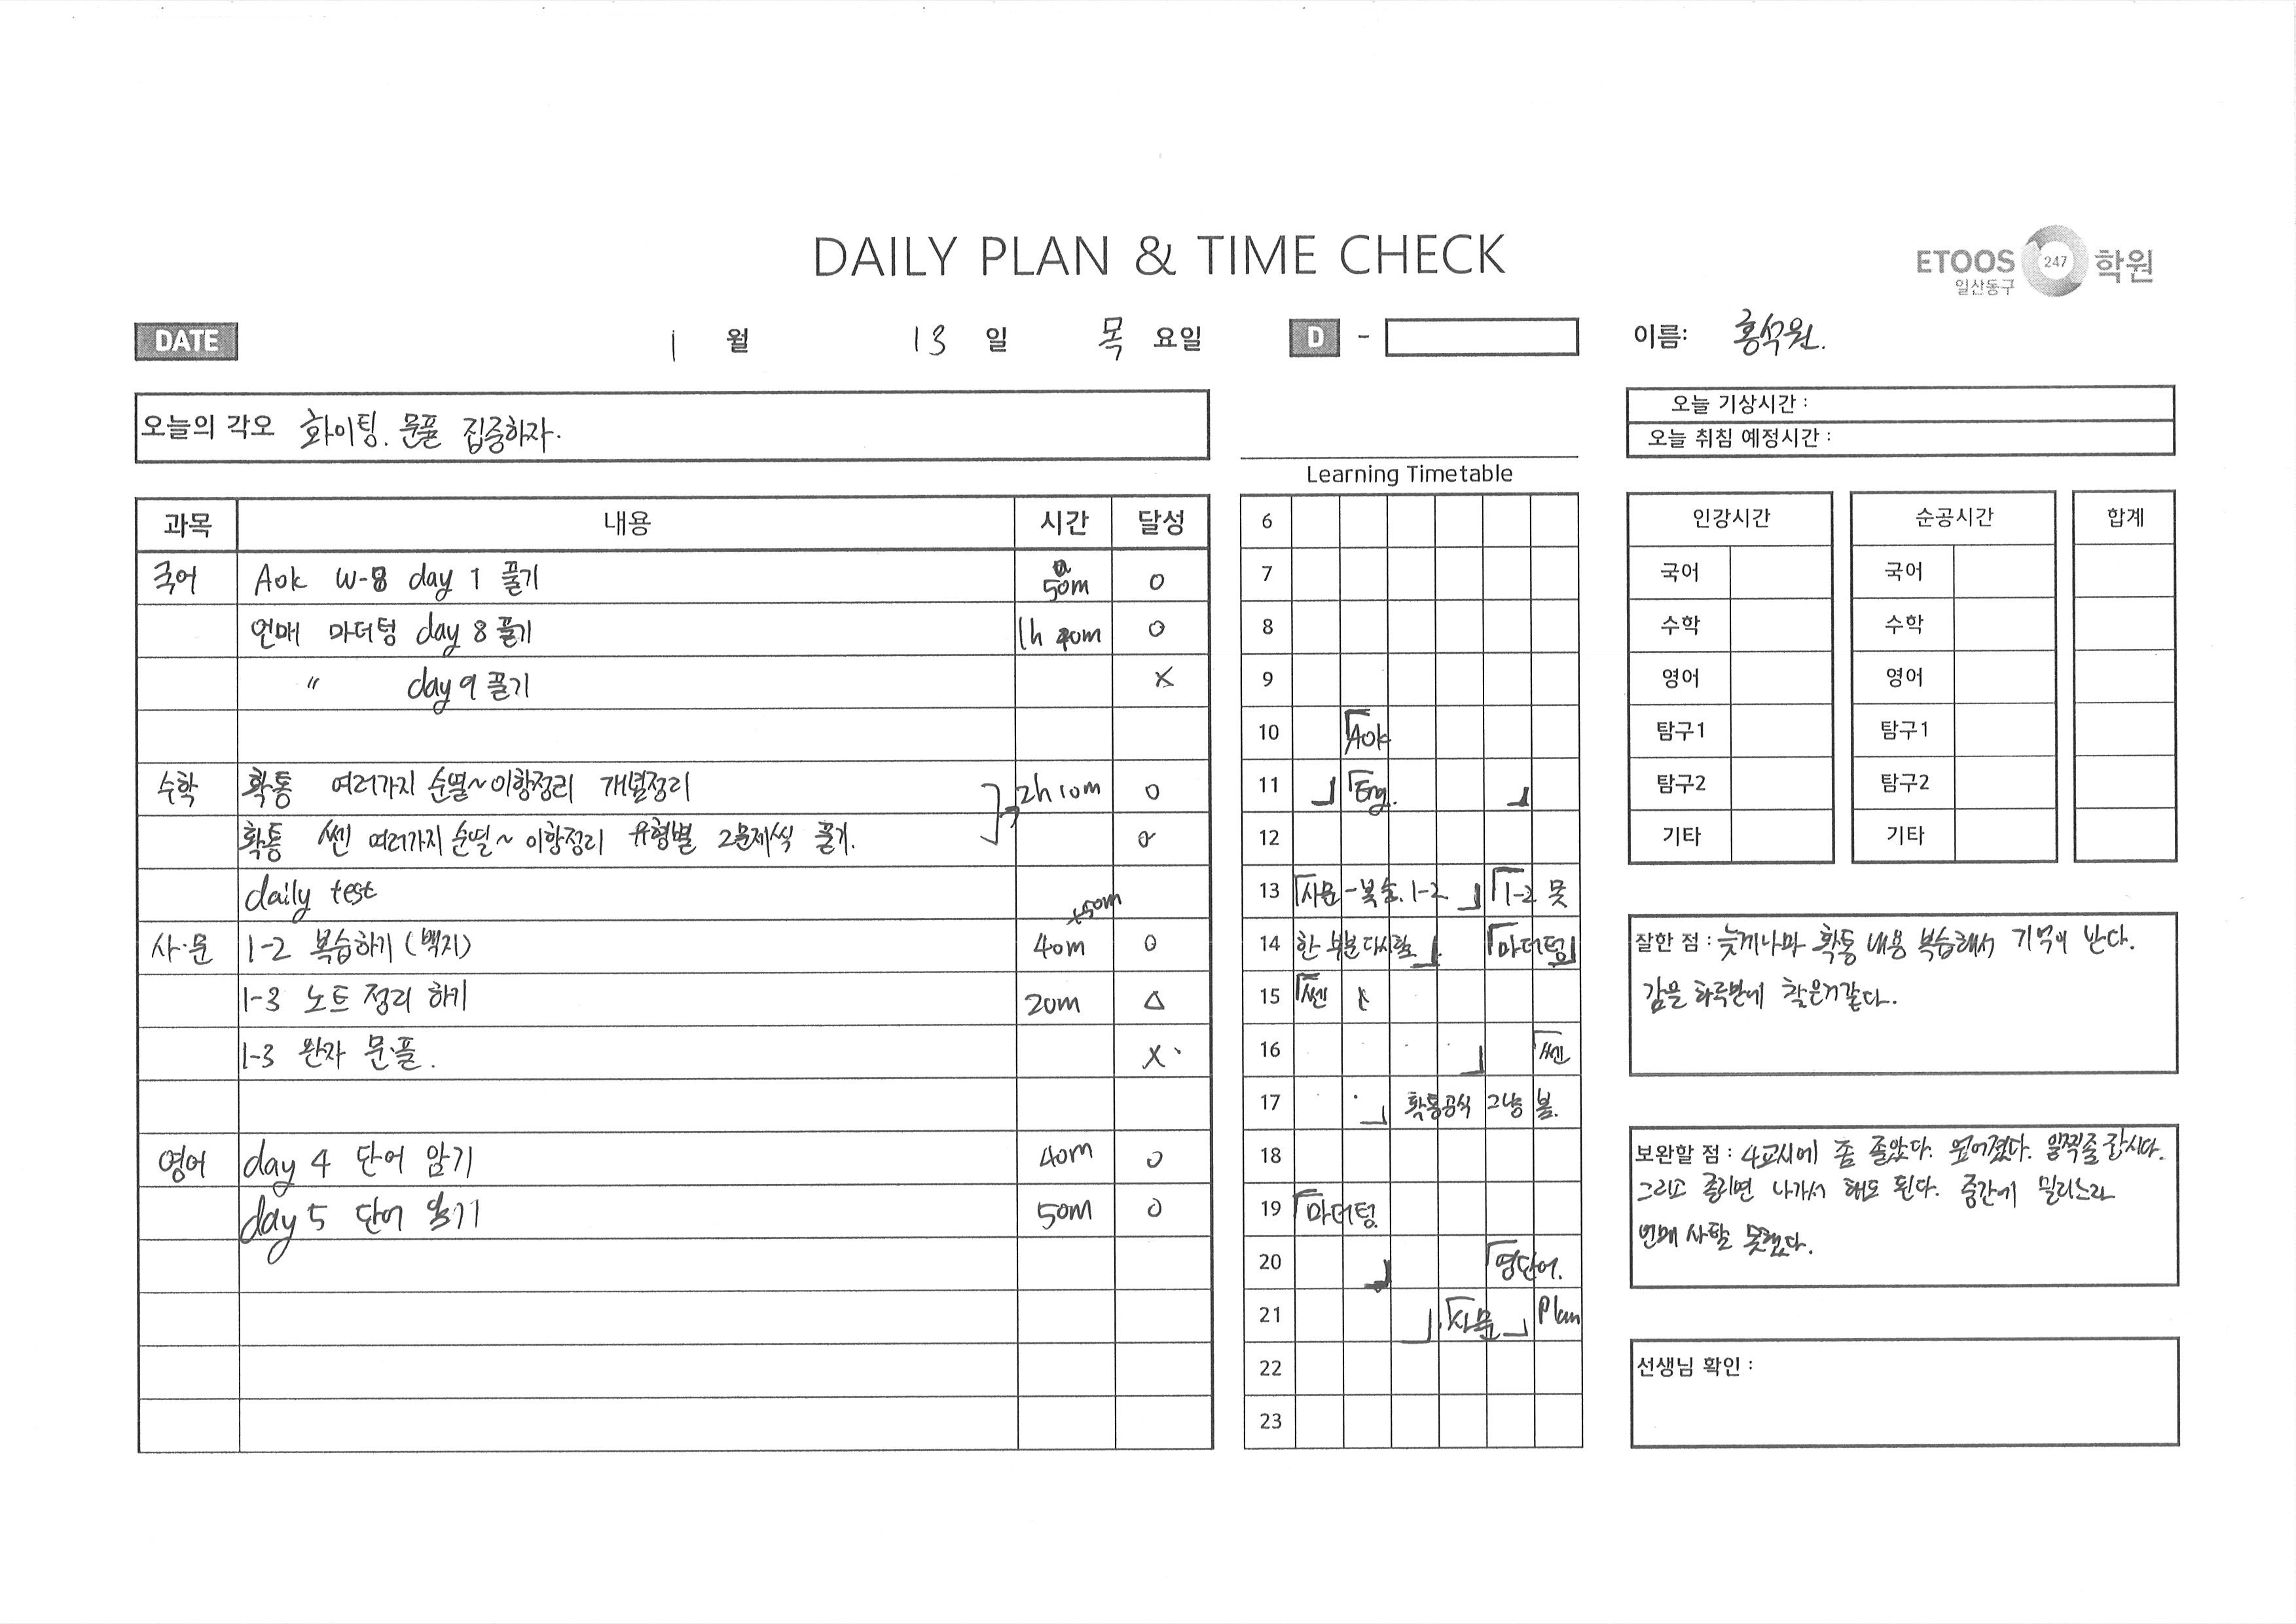 DAILY PLAN & TIME CHECK
ETOOS 247 학원
일산동구
DATE 1 월 13 일 목 요일 D - 이름: 홍석원.
오늘의 각오 화이팅. 문풀 집중하자.
오늘 기상시간 :
오늘 취침 예정시간 :
과목 내용 시간 달성
국어 Aok w-8 day 1 풀기 50m O
언매 마더텅 day 8 풀기 1h 40m O
" day 9 풀기 X
수학 확통 여러가지 순열~이항정리 개념정리 2h 10m O
확통 쎈 여러가지 순열~이항정리 유형별 2문제씩 풀기. O
daily test 50m
사·문 1-2 복습하기 (백지) 40m O
1-3 노트 정리 하기 20m △
1-3 완자 문·풀. X
영어 day 4 단어 암기 40m O
day 5 단어 암기 50m O
Learning Timetable
6
7
8
9
10 Aok
11 Eng.
12
13 사문-복습. 1-2 1-2 못
14 한 부분 다시함 마더텅
15 쎈
16 쎈
17 확통공식 그냥 봄.
18
19 마더텅
20 영단어.
21 사문 Plan
22
23
인강시간 순공시간 합계
국어 국어
수학 수학
영어 영어
탐구1 탐구1
탐구2 탐구2
기타 기타
잘한 점 : 늦게나마 확통 내용 복습해서 기억이 난다.
감을 하루만에 찾은거같다.
보완할 점 : 4교시에 좀 졸았다. 일찍좀 잡시다.
그리고 졸리면 나가서 해도 된다. 중간에 밀리느라
언매 사탐 못했다.
선생님 확인 :